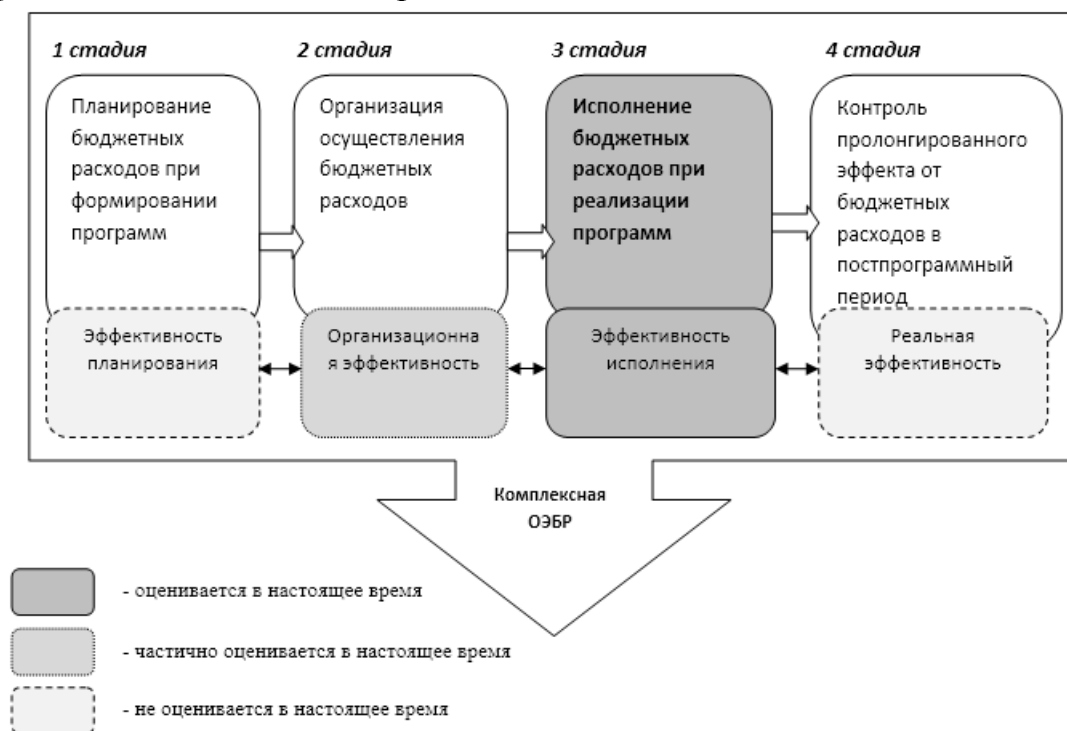 1 стадия
2 стадия
3 стадия
4 стадия
Планирование
бюджетных
расходов при
формировании
программ
Организация
осуществления
бюджетных
расходов
Исполнение
бюджетных
расходов при
реализации
программ
Контроль
пролонгированного
эффекта от
бюджетных
расходов в
постпрограммный
период
Эффективность
планирования
Организационна
я эффективность
Эффективность
исполнения
Реальная
эффективность
Комплексная
ОЭБР
- оценивается в настоящее время
- частично оценивается в настоящее время
- не оценивается в настоящее время